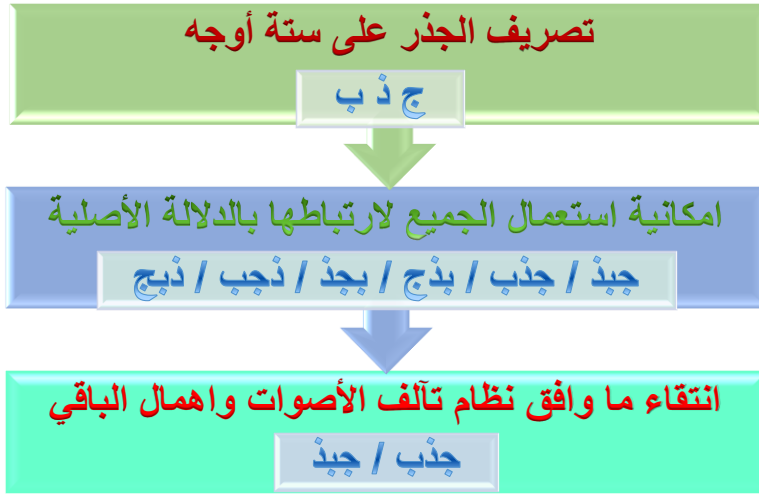 تصريف الجذر على ستة أوجه
ج ذ ب
امكانية استعمال الجميع لارتباطها بالدلالة الأصلية
جبذ / جذب / بذج / بجذ / ذجب / ذبج
انتقاء ما وافق نظام تآلف الأصوات واهمال الباقي
جذب / جبذ